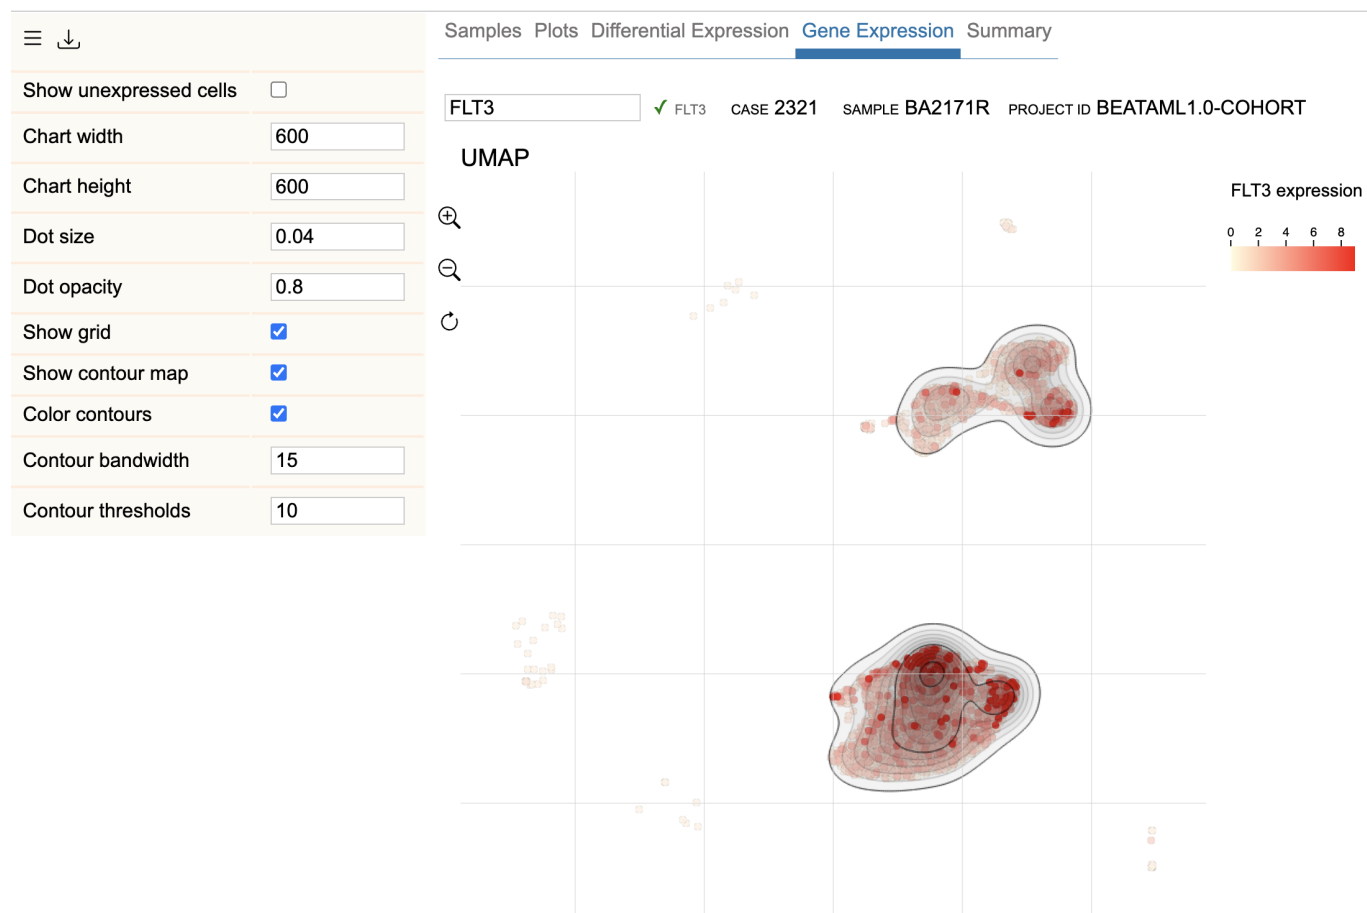 Samples Plots Differential Expression Gene Expression Summary
Show unexpressed cells
Chart width 600
Chart height 600
Dot size 0.04
Dot opacity 0.8
Show grid
Show contour map
Color contours
Contour bandwidth 15
Contour thresholds 10
FLT3 ✓ FLT3 CASE 2321 SAMPLE BA2171R PROJECT ID BEATAML1.0-COHORT
UMAP
FLT3 expression
0 2 4 6 8